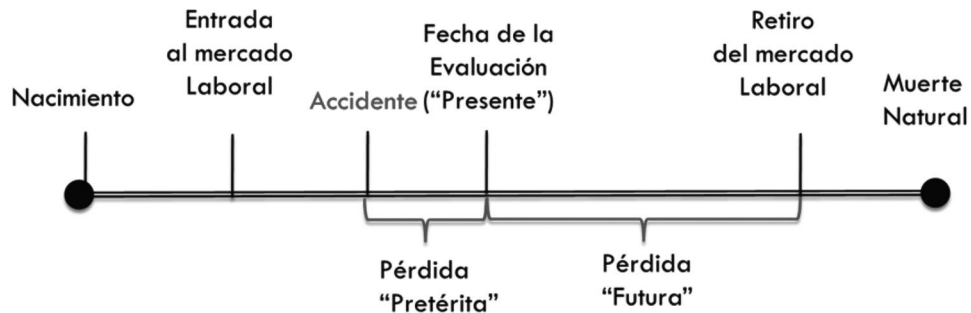 Nacimiento
Entrada
al mercado
Laboral
Accidente
Fecha de la
Evaluación
(“Presente”)
Retiro
del mercado
Laboral
Muerte
Natural
Pérdida
“Pretérita”
Pérdida
“Futura”